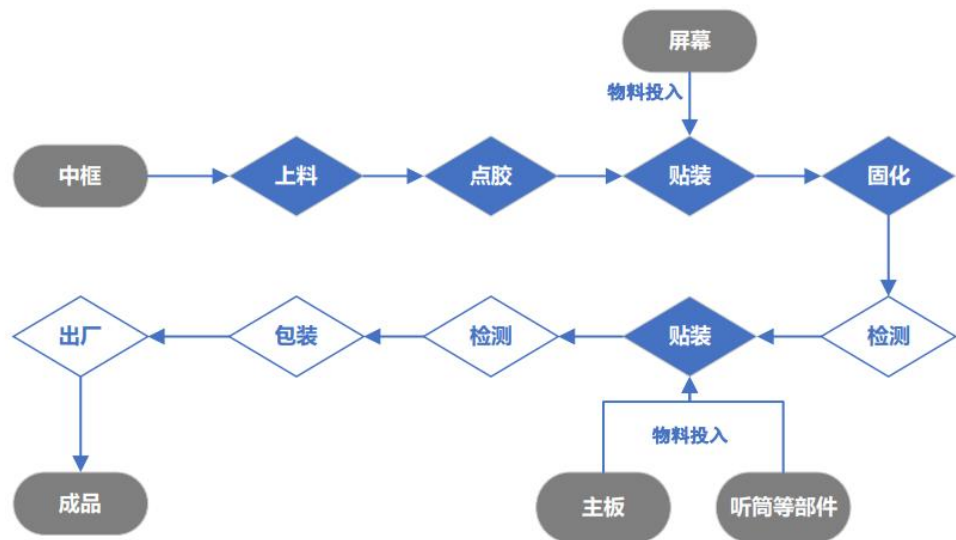 屏幕
物料投入
中框
上料
点胶
贴装
固化
出厂
包装
检测
贴装
检测
物料投入
成品
主板
听筒等部件